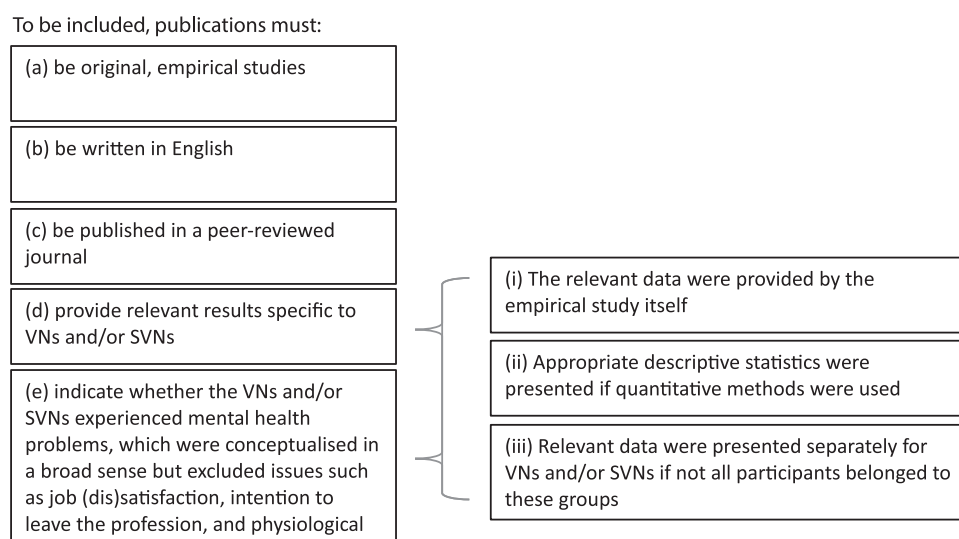 To be included, publications must:
(a) be original, empirical studies
(b) be written in English
(c) be published in a peer-reviewed
journal
(d) provide relevant results specific to
VNs and/or SVNs
(e) indicate whether the VNs and/or
SVNs experienced mental health
problems, which were conceptualised in
a broad sense but excluded issues such
as job (dis)satisfaction, intention to
leave the profession, and physiological
(i) The relevant data were provided by the
empirical study itself
(ii) Appropriate descriptive statistics were
presented if quantitative methods were used
(iii) Relevant data were presented separately for
VNs and/or SVNs if not all participants belonged to
these groups